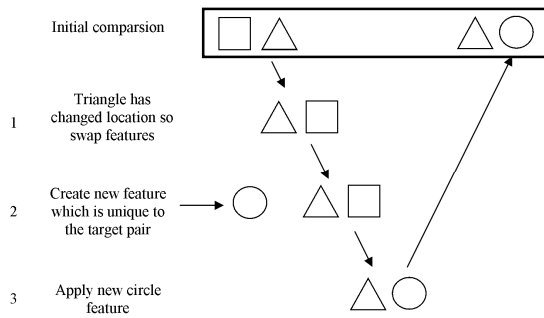 Initial comparsion
1
Triangle has
changed location so
swap features
2
Create new feature
which is unique to
the target pair
3
Apply new circle
feature